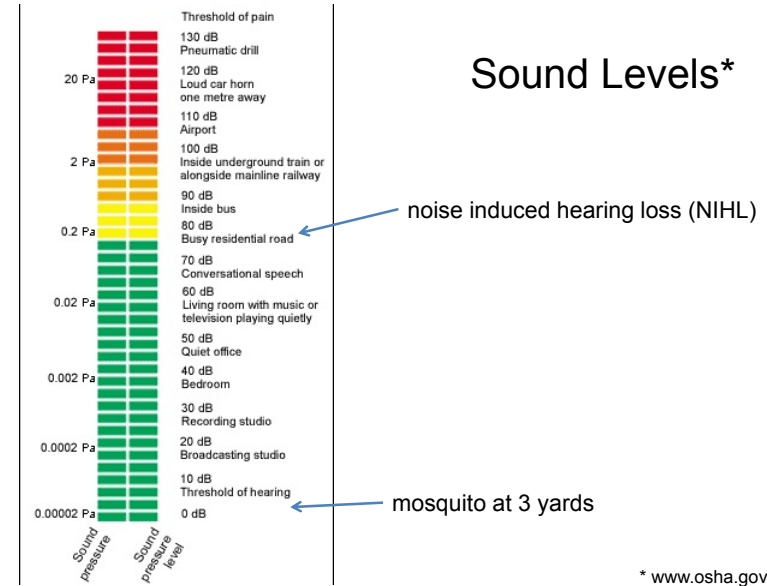 Sound Levels*
Threshold of pain
130 dB
Pneumatic drill
120 dB
20 Pa
Loud car horn
one metre away
110 dB
Airport
100 dB
2 Pa
Inside underground train or
alongside mainline railway
90 dB
Inside bus
noise induced hearing loss (NIHL)
80 dB
0.2 Pa
Busy residential road
70 dB
Conversational speech
60 dB
0.02 Pa
Living room with music or
television playing quietly
50 dB
Quiet office
40 dB
0.002 Pa
Bedroom
30 dB
Recording studio
20 dB
0.0002 Pa
Broadcasting studio
10 dB
Threshold of hearing
mosquito at 3 yards
0.00002 Pa
0 dB
Sound
pressure
Sound
pressure
level
* www.osha.gov